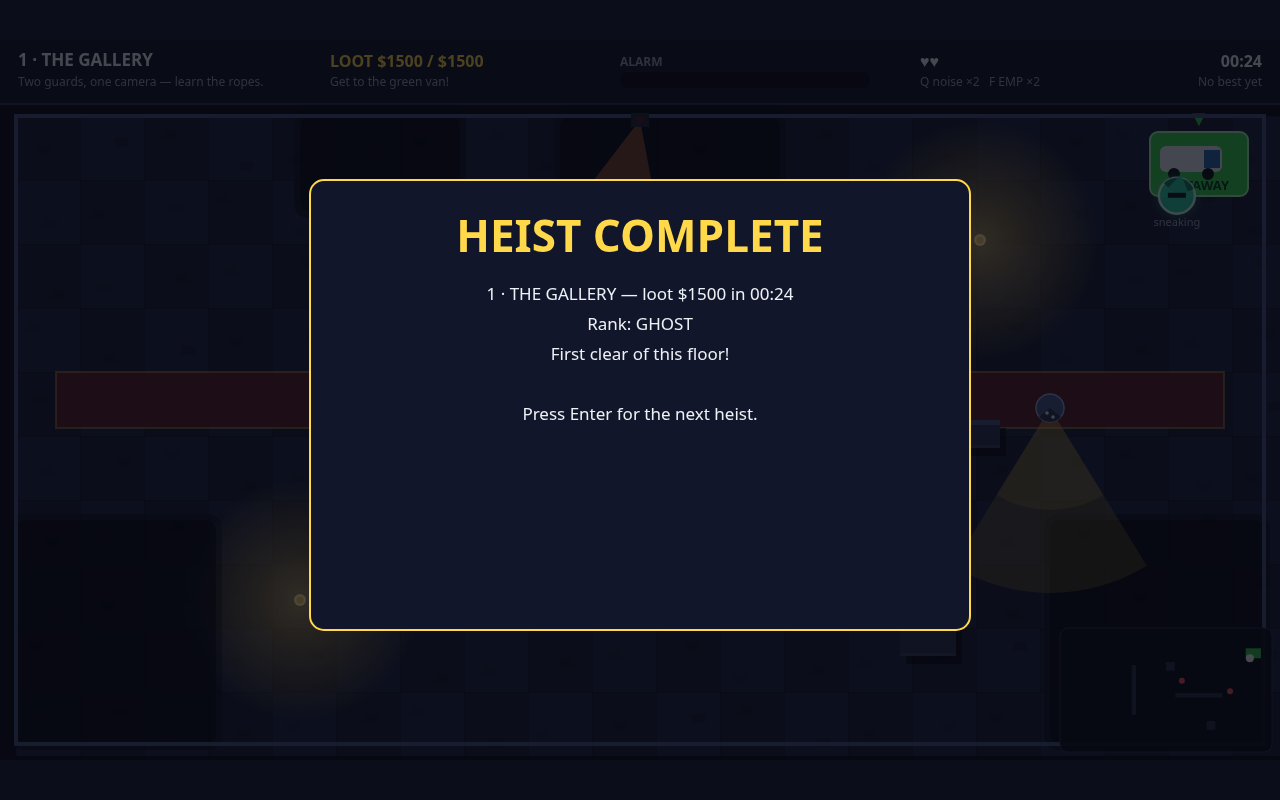 1 · THE GALLERY
Two guards, one camera — learn the ropes.
LOOT $1500 / $1500
Get to the green van!
ALARM
♥♥
Q noise ×2 F EMP ×2
00:24
No best yet
sneaking
HEIST COMPLETE
1 · THE GALLERY — loot $1500 in 00:24
Rank: GHOST
First clear of this floor!
Press Enter for the next heist.